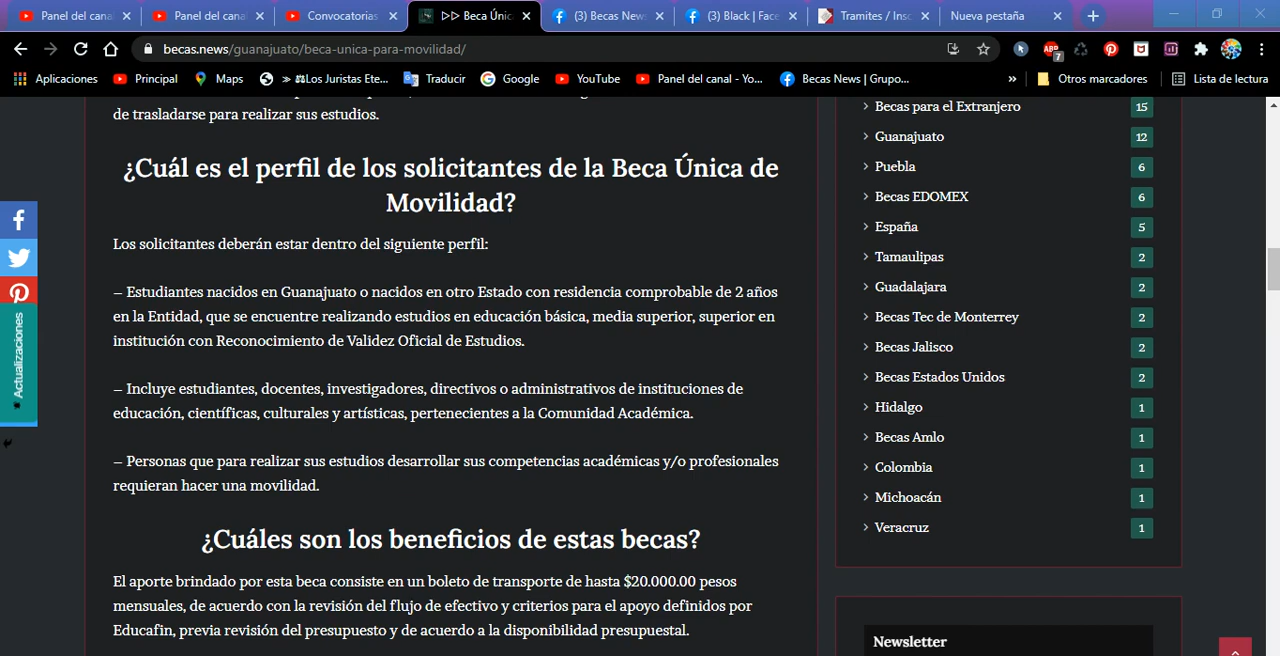 Panel del cana
Panel del cana
Convocatorias
▷▷ Beca Únic
(3) Becas New
(3) Black | Face
Tramites / Insc
Nueva pestaña
becas.news/guanajuato/beca-unica-para-movilidad/
ABP
7
Aplicaciones
Principal
Maps
» ⚖Los Juristas Ete...
Traducir
Google
YouTube
Panel del canal - Yo...
Becas News | Grupo...
»
Otros marcadores
Lista de lectura
de trasladarse para realizar sus estudios.
¿Cuál es el perfil de los solicitantes de la Beca Única de
Movilidad?
Los solicitantes deberán estar dentro del siguiente perfil:
– Estudiantes nacidos en Guanajuato o nacidos en otro Estado con residencia comprobable de 2 años
en la Entidad, que se encuentre realizando estudios en educación básica, media superior, superior en
institución con Reconocimiento de Validez Oficial de Estudios.
– Incluye estudiantes, docentes, investigadores, directivos o administrativos de instituciones de
educación, científicas, culturales y artísticas, pertenecientes a la Comunidad Académica.
– Personas que para realizar sus estudios desarrollar sus competencias académicas y/o profesionales
requieran hacer una movilidad.
¿Cuáles son los beneficios de estas becas?
El aporte brindado por esta beca consiste en un boleto de transporte de hasta $20.000.00 pesos
mensuales, de acuerdo con la revisión del flujo de efectivo y criterios para el apoyo definidos por
Educafin, previa revisión del presupuesto y de acuerdo a la disponibilidad presupuestal.
Actualizaciones
Becas para el Extranjero 15
Guanajuato 12
Puebla 6
Becas EDOMEX 6
España 5
Tamaulipas 2
Guadalajara 2
Becas Tec de Monterrey 2
Becas Jalisco 2
Becas Estados Unidos 2
Hidalgo 1
Becas Amlo 1
Colombia 1
Michoacán 1
Veracruz 1
Newsletter